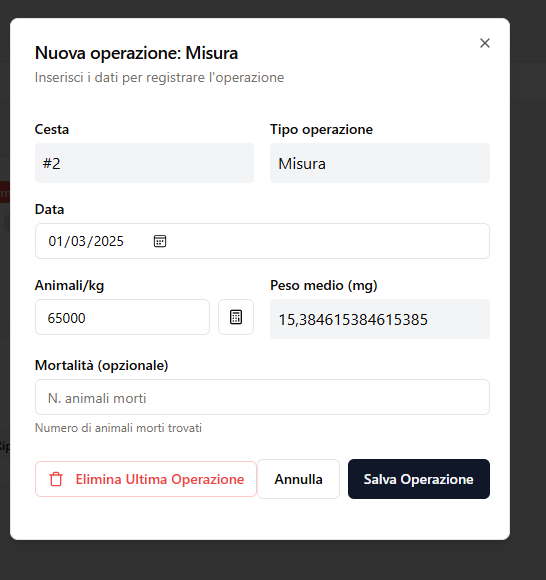 Nuova operazione: Misura
Inserisci i dati per registrare l'operazione
Cesta
Tipo operazione
#2
Misura
Data
01/03/2025
Animali/kg
Peso medio (mg)
65000
15,384615384615385
Mortalità (opzionale)
N. animali morti
Numero di animali morti trovati
Elimina Ultima Operazione
Annulla
Salva Operazione